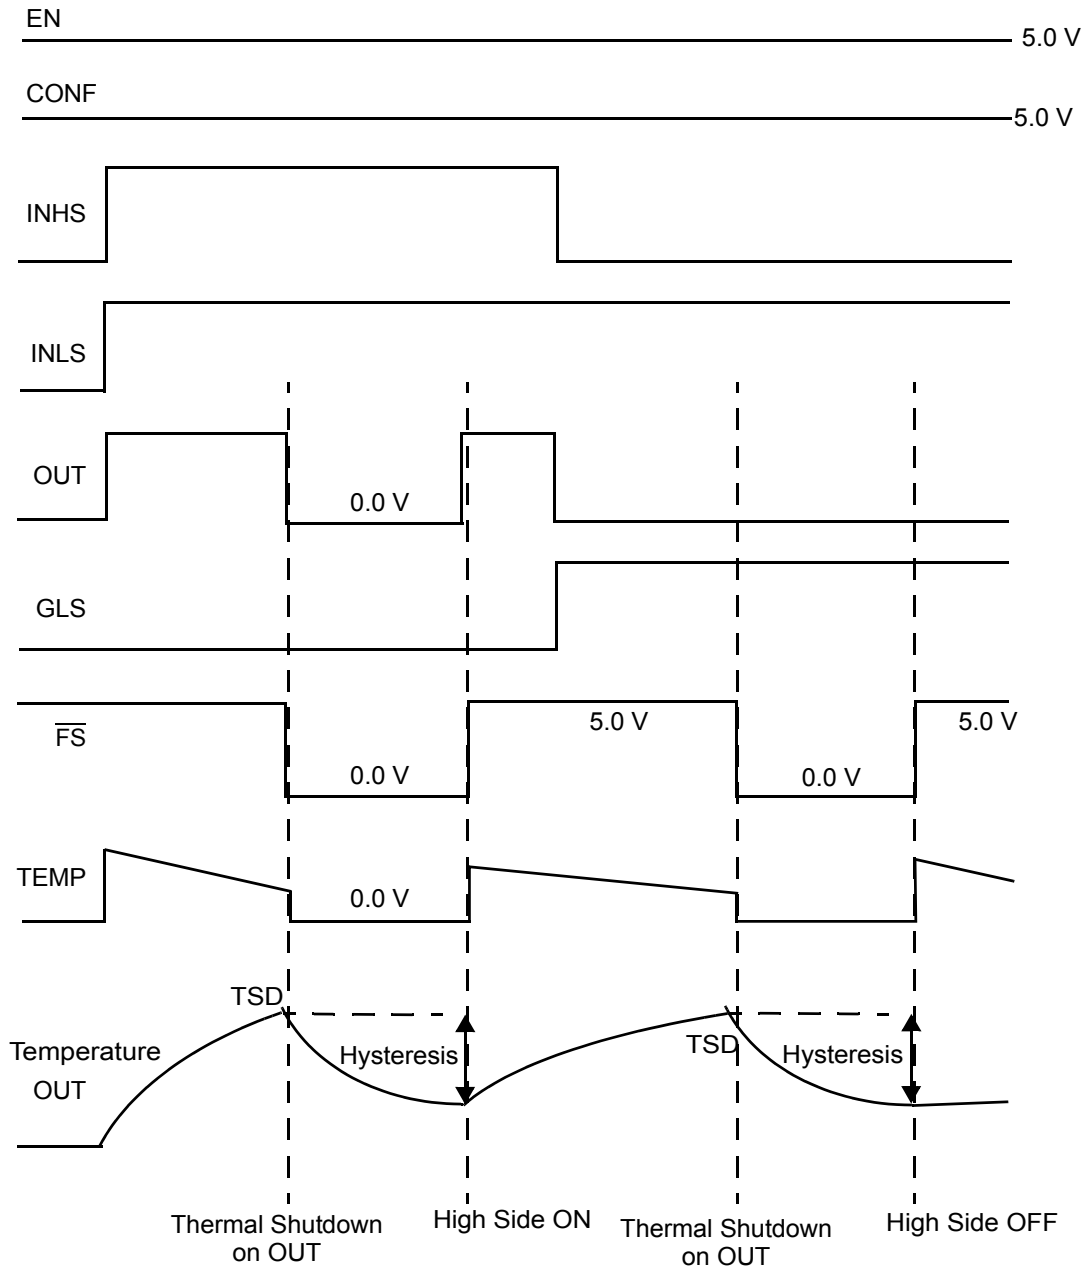 EN
5.0 V
CONF
5.0 V
INHS
INLS
OUT
0.0 V
GLS
FS
5.0 V
5.0 V
0.0 V
0.0 V
TEMP
0.0 V
TSD
Temperature
OUT
Hysteresis
TSD
Hysteresis
Thermal Shutdown
on OUT
High Side ON
Thermal Shutdown
on OUT
High Side OFF